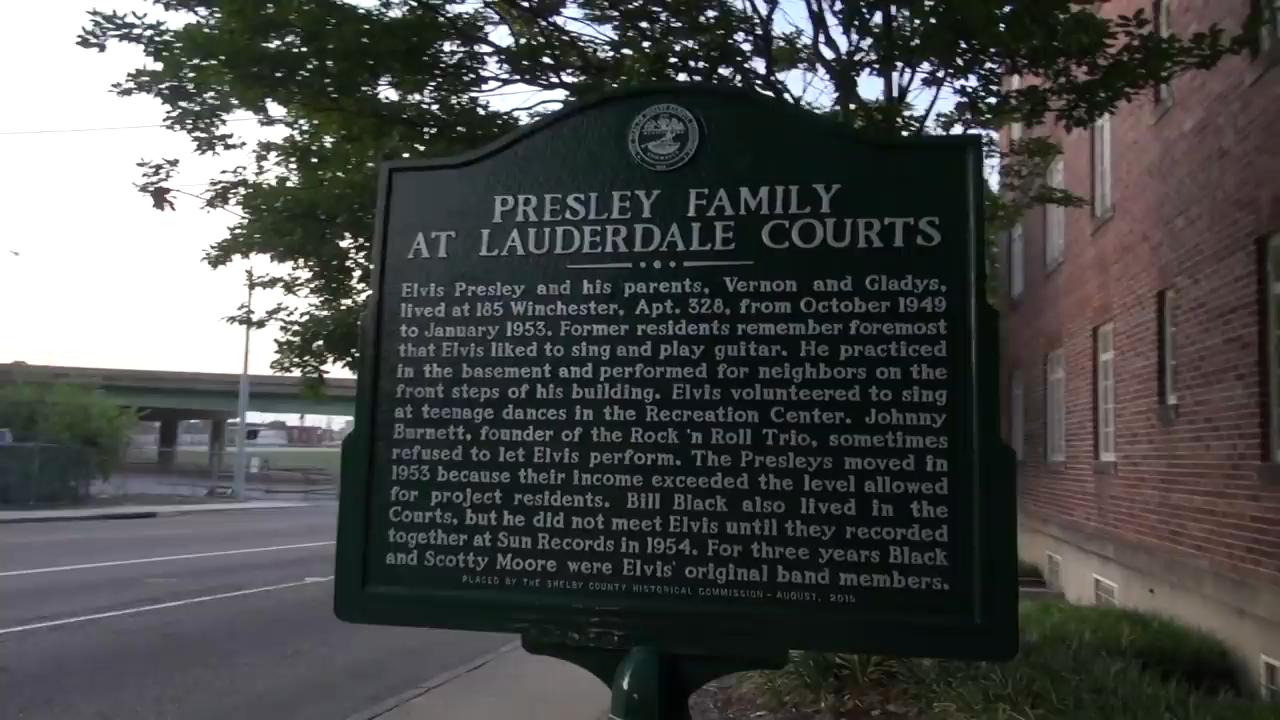 PRESLEY FAMILY
AT LAUDERDALE COURTS
Elvis Presley and his parents, Vernon and Gladys,
lived at 185 Winchester, Apt. 328, from October 1949
to January 1953. Former residents remember foremost
that Elvis liked to sing and play guitar. He practiced
in the basement and performed for neighbors on the
front steps of his building. Elvis volunteered to sing
at teenage dances in the Recreation Center. Johnny
Burnett, founder of the Rock 'n Roll Trio, sometimes
refused to let Elvis perform. The Presleys moved in
1953 because their income exceeded the level allowed
for project residents. Bill Black also lived in the
Courts, but he did not meet Elvis until they recorded
together at Sun Records in 1954. For three years Black
and Scotty Moore were Elvis' original band members.
PLACED BY THE SHELBY COUNTY HISTORICAL COMMISSION - AUGUST, 2015